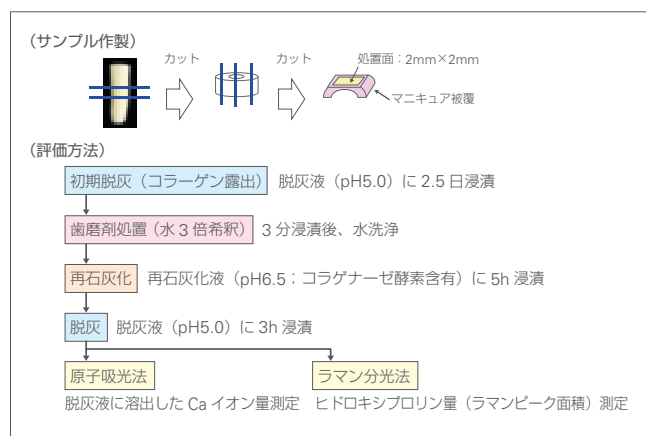 (サンプル作製)
カット
カット
処置面：2mm×2mm
マニキュア被覆
(評価方法)
初期脱灰（コラーゲン露出） 脱灰液（pH5.0）に 2.5 日浸漬
歯磨剤処置（水 3 倍希釈） 3 分浸漬後、水洗浄
再石灰化 再石灰化液（pH6.5：コラゲナーゼ酵素含有）に 5h 浸漬
脱灰 脱灰液（pH5.0）に 3h 浸漬
原子吸光法 ラマン分光法
脱灰液に溶出した Ca イオン量測定 ヒドロキシプロリン量（ラマンピーク面積）測定